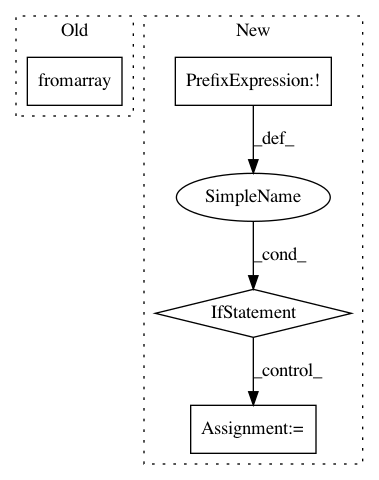 Old
fromarray
New
PrefixExpression:!
_def_
SimpleName
_cond_
IfStatement
_control_
Assignment:=